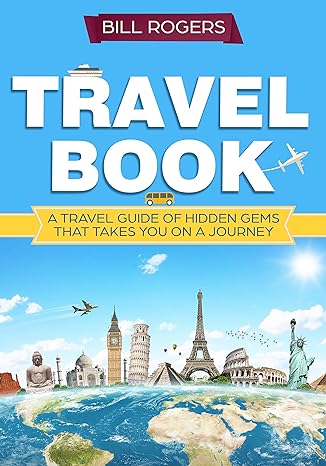 BILL ROGERS
TRAVEL
BOOK
A TRAVEL GUIDE OF HIDDEN GEMS
THAT TAKES YOU ON A JOURNEY